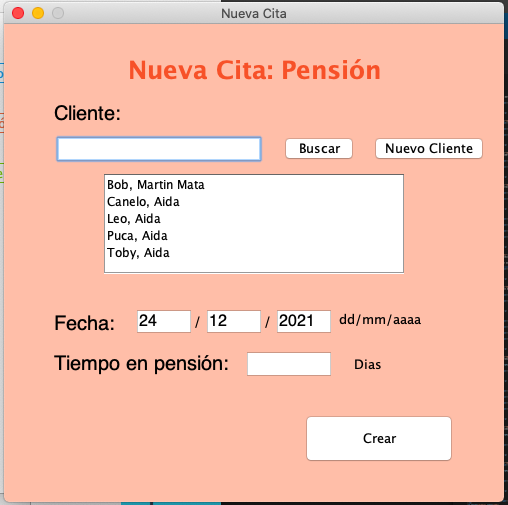 Nueva Cita
Nueva Cita: Pensión
Cliente:
Buscar
Nuevo Cliente
Bob, Martin Mata
Canelo, Aida
Leo, Aida
Puca, Aida
Toby, Aida
Fecha: 24 / 12 / 2021 dd/mm/aaaa
Tiempo en pensión: Dias
Crear